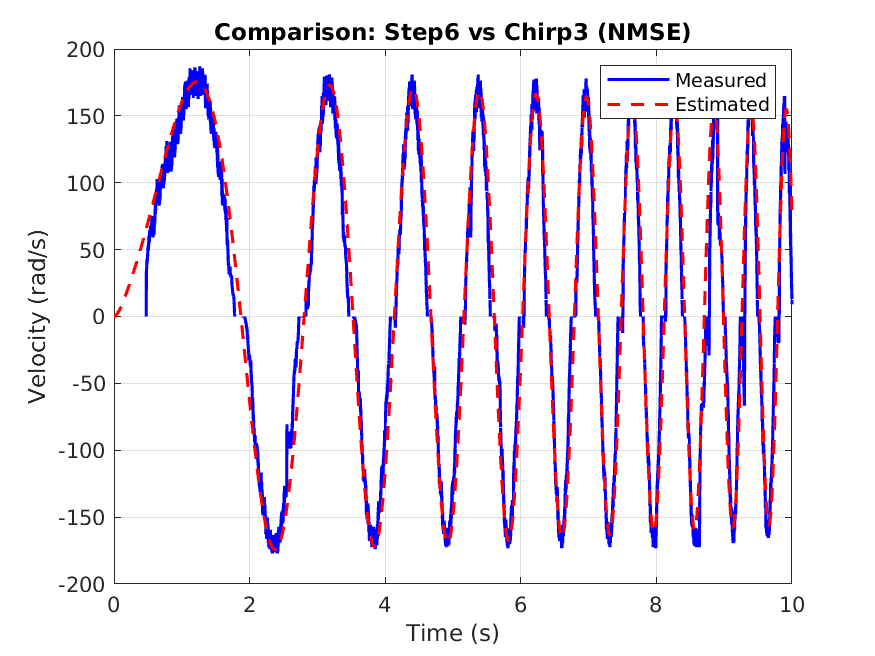 Comparison: Step6 vs Chirp3 (NMSE)
Measured
Estimated
200
150
100
50
0
-50
-100
-150
-200
Velocity (rad/s)
0 2 4 6 8 10
Time (s)